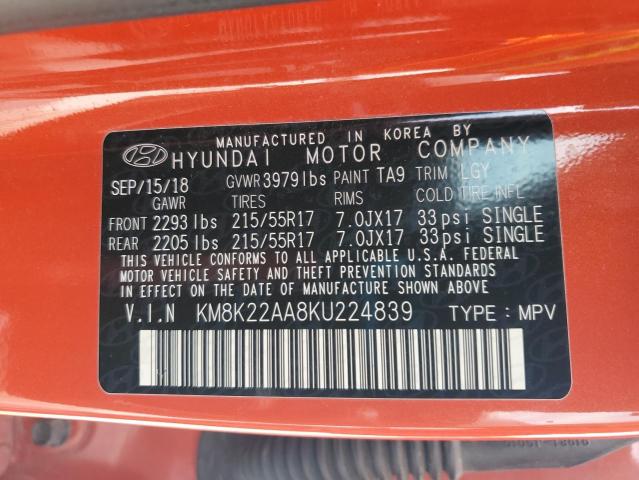 MANUFACTURED IN KOREA BY
HYUNDAI MOTOR COMPANY
SEP/15/18 GVWR 3979 lbs PAINT TA9 TRIM LGY
GAWR TIRES RIMS COLD TIRE INFL
FRONT 2293 lbs 215/55R17 7.0JX17 33psi SINGLE
REAR 2205 lbs 215/55R17 7.0JX17 33psi SINGLE
THIS VEHICLE CONFORMS TO ALL APPLICABLE U.S.A. FEDERAL
MOTOR VEHICLE SAFETY AND THEFT PREVENTION STANDARDS
IN EFFECT ON THE DATE OF MANUFACTURE SHOWN ABOVE
V.I.N KM8K22AA8KU224839 TYPE: MPV